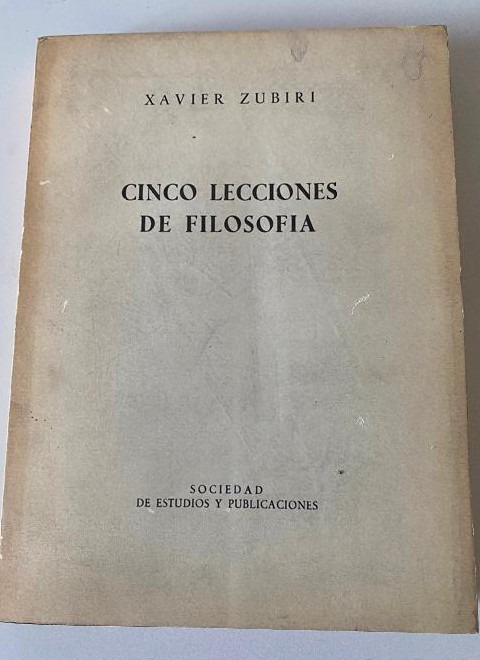 XAVIER ZUBIRI
CINCO LECCIONES
DE FILOSOFIA
SOCIEDAD
DE ESTUDIOS Y PUBLICACIONES